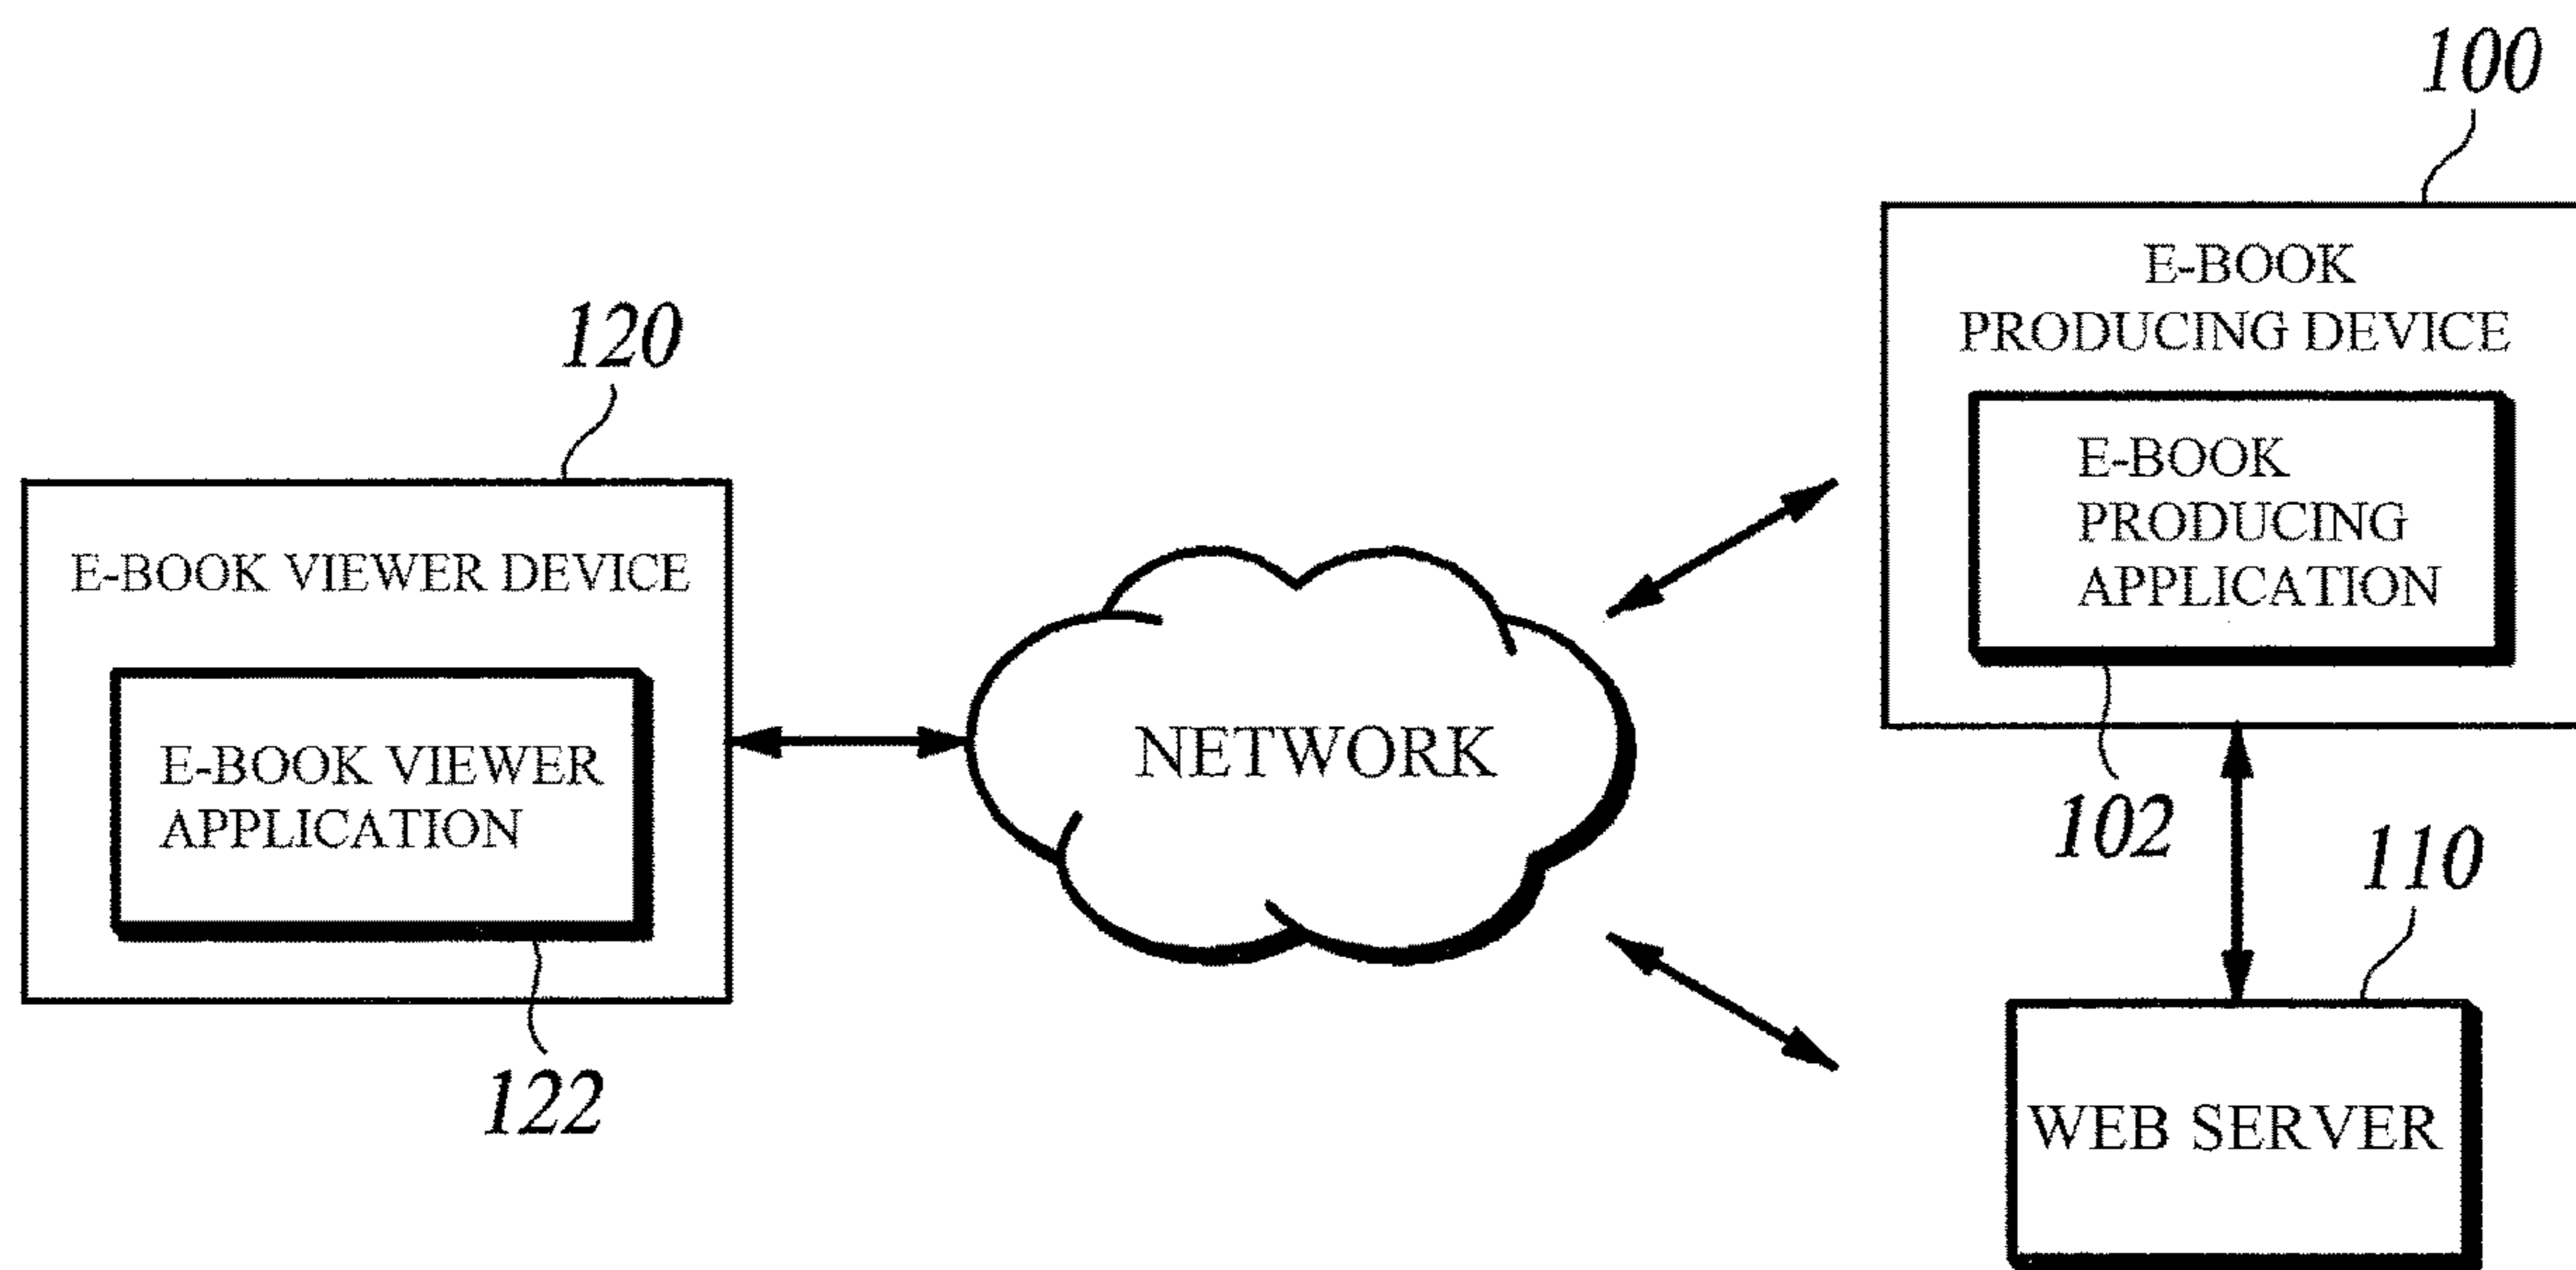 100
E-BOOK
PRODUCING DEVICE
120
E-BOOK
PRODUCING
APPLICATION
E-BOOK VIEWER DEVICE
NETWORK
E-BOOK VIEWER
APPLICATION
102
110
122
WEB SERVER